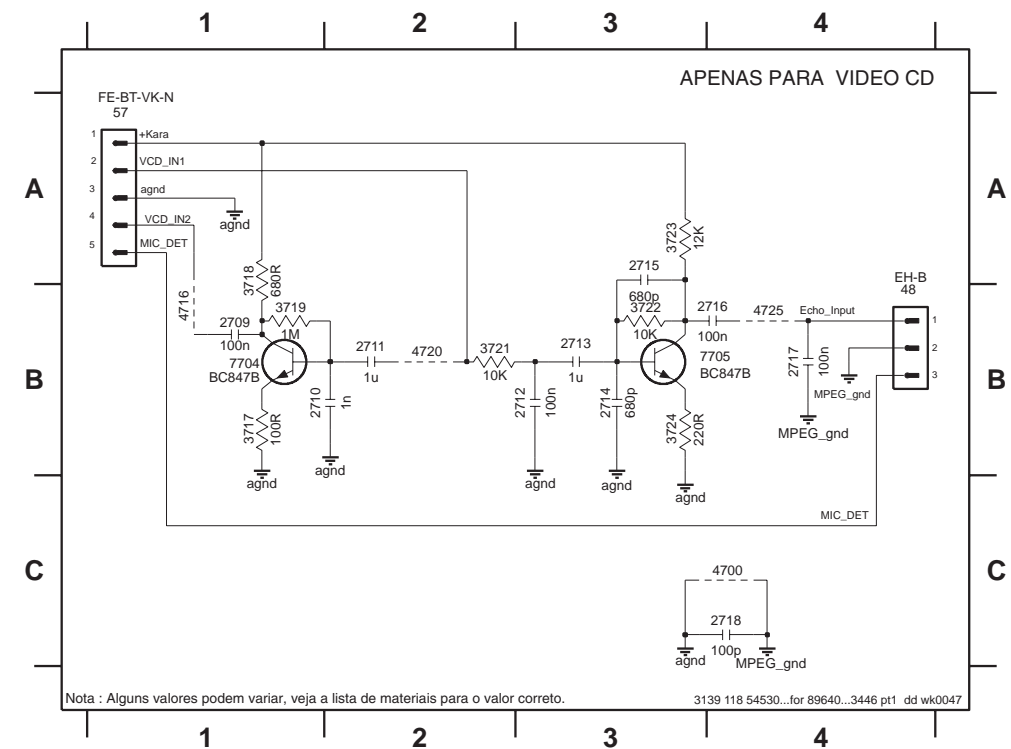 1 2 3 4
APENAS PARA VIDEO CD
FE-BT-VK-N
57
1 +Kara
2 VCD_IN1
3 agnd
4 VCD_IN2
5 MIC_DET
agnd
A
A
3723
12K
3718
680R
2715
680p
EH-B
48
4716
3719
1M
3722
10K
2716
100n
4725
Echo_Input
1
2709
100n
7704
BC847B
2711
1u
4720
3721
10K
2713
1u
7705
BC847B
2717
100n
2
MPEG_gnd
3
B
B
3717
100R
2710
1n
2712
100n
2714
680p
3724
220R
MPEG_gnd
agnd
agnd
agnd
agnd
agnd
MIC_DET
C
C
4700
2718
100p
agnd
MPEG_gnd
Nota : Alguns valores podem variar, veja a lista de materiais para o valor correto.
3139 118 54530...for 89640...3446 pt1 dd wk0047
1 2 3 4